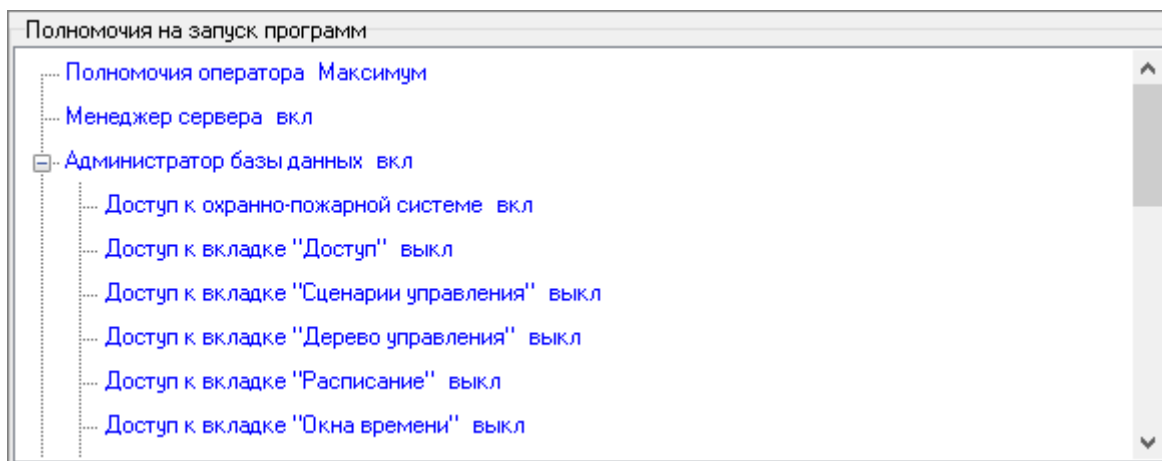 Полномочия на запуск программ
Полномочия оператора Максимум
Менеджер сервера вкл
Администратор базы данных вкл
Доступ к охранно-пожарной системе вкл
Доступ к вкладке "Доступ" выкл
Доступ к вкладке "Сценарии управления" выкл
Доступ к вкладке "Дерево управления" выкл
Доступ к вкладке "Расписание" выкл
Доступ к вкладке "Окна времени" выкл